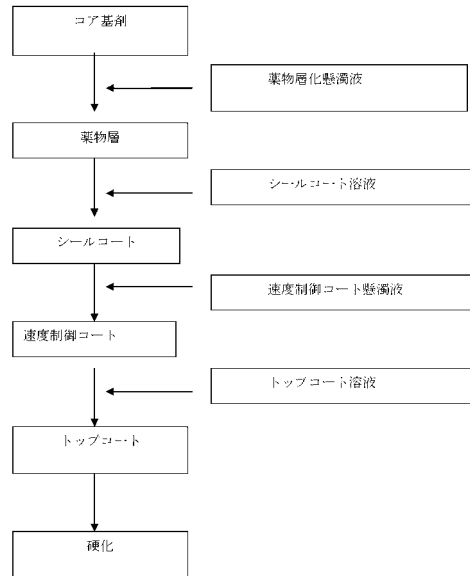 コア基剤
薬物層化懸濁液
薬物層
シールコート溶液
シールコート
速度制御コート懸濁液
速度制御コート
トップコート溶液
トップコート
硬化